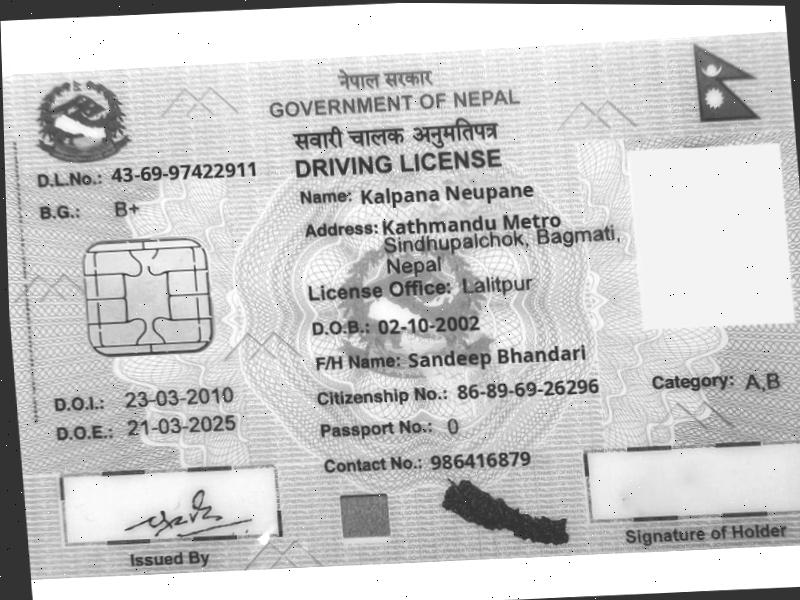 नेपाल सरकार
GOVERNMENT OF NEPAL
सवारी चालक अनुमतिपत्र
DRIVING LICENSE
D.L.No.: 43-69-97422911
B.G.: B+
Name: Kalpana Neupane
Address: Kathmandu Metro
Sindhupalchok, Bagmati,
Nepal
License Office: Lalitpur
D.O.B.: 02-10-2002
F/H Name: Sandeep Bhandari
Citizenship No.: 86-89-69-26296
Category: A,B
D.O.I.: 23-03-2010
D.O.E.: 21-03-2025
Passport No.: 0
Contact No.: 986416879
Issued By
Signature of Holder